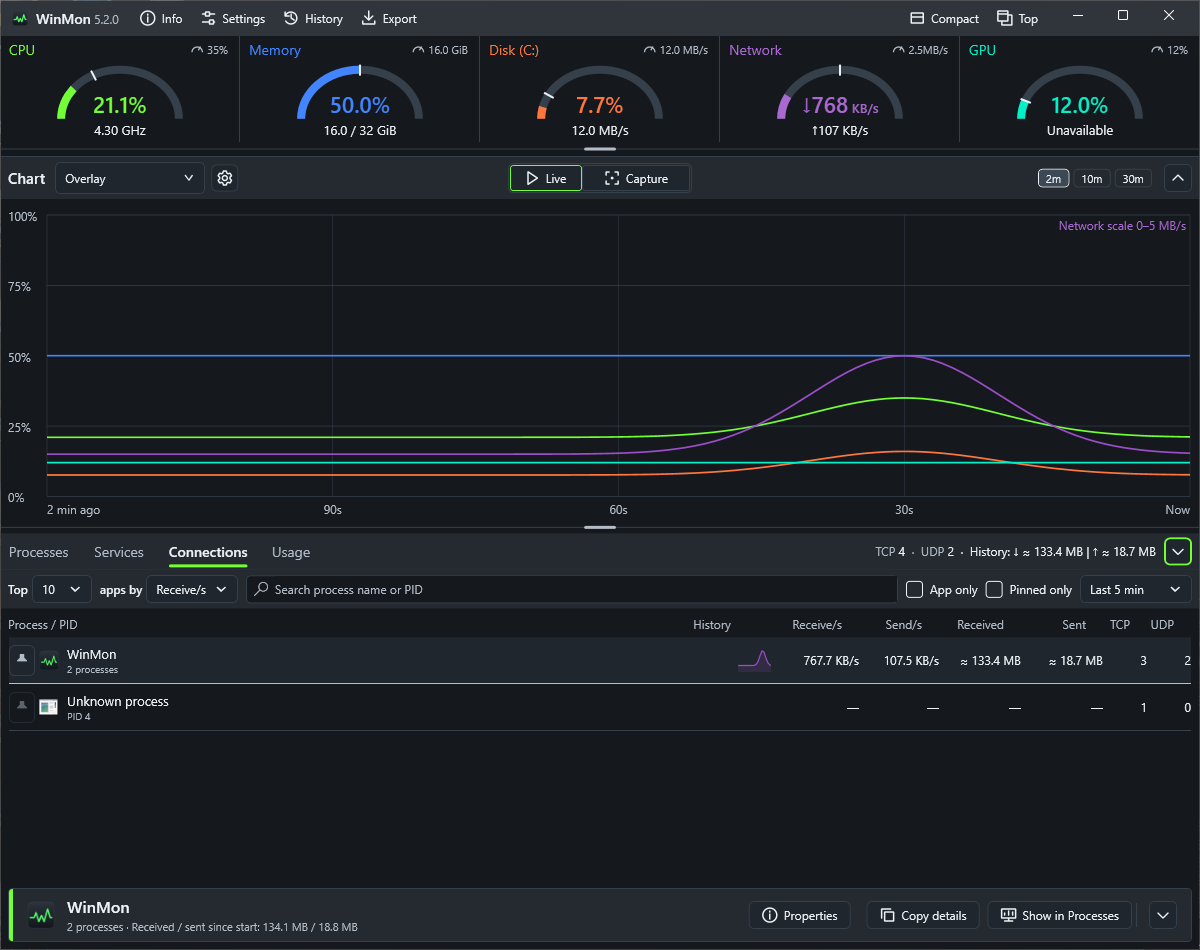 WinMon 5.2.0 Info Settings History Export Compact Top
CPU 35% Memory 16.0 GiB Disk (C:) 12.0 MB/s Network 2.5MB/s GPU 12%
21.1% 50.0% 7.7% ↓768 KB/s 12.0%
4.30 GHz 16.0 / 32 GiB 12.0 MB/s ↑107 KB/s Unavailable
Chart Overlay Live Capture 2m 10m 30m
100%
Network scale 0–5 MB/s
75%
50%
25%
0%
2 min ago 90s 60s 30s Now
Processes Services Connections Usage TCP 4 · UDP 2 · History: ↓ ≈ 133.4 MB | ↑ ≈ 18.7 MB
Top 10 apps by Receive/s Search process name or PID App only Pinned only Last 5 min
Process / PID History Receive/s Send/s Received Sent TCP UDP
WinMon
2 processes 767.7 KB/s 107.5 KB/s ≈ 133.4 MB ≈ 18.7 MB 3 2
Unknown process
PID 4 — — — — 1 0
WinMon
2 processes · Received / sent since start: 134.1 MB / 18.8 MB
Properties Copy details Show in Processes